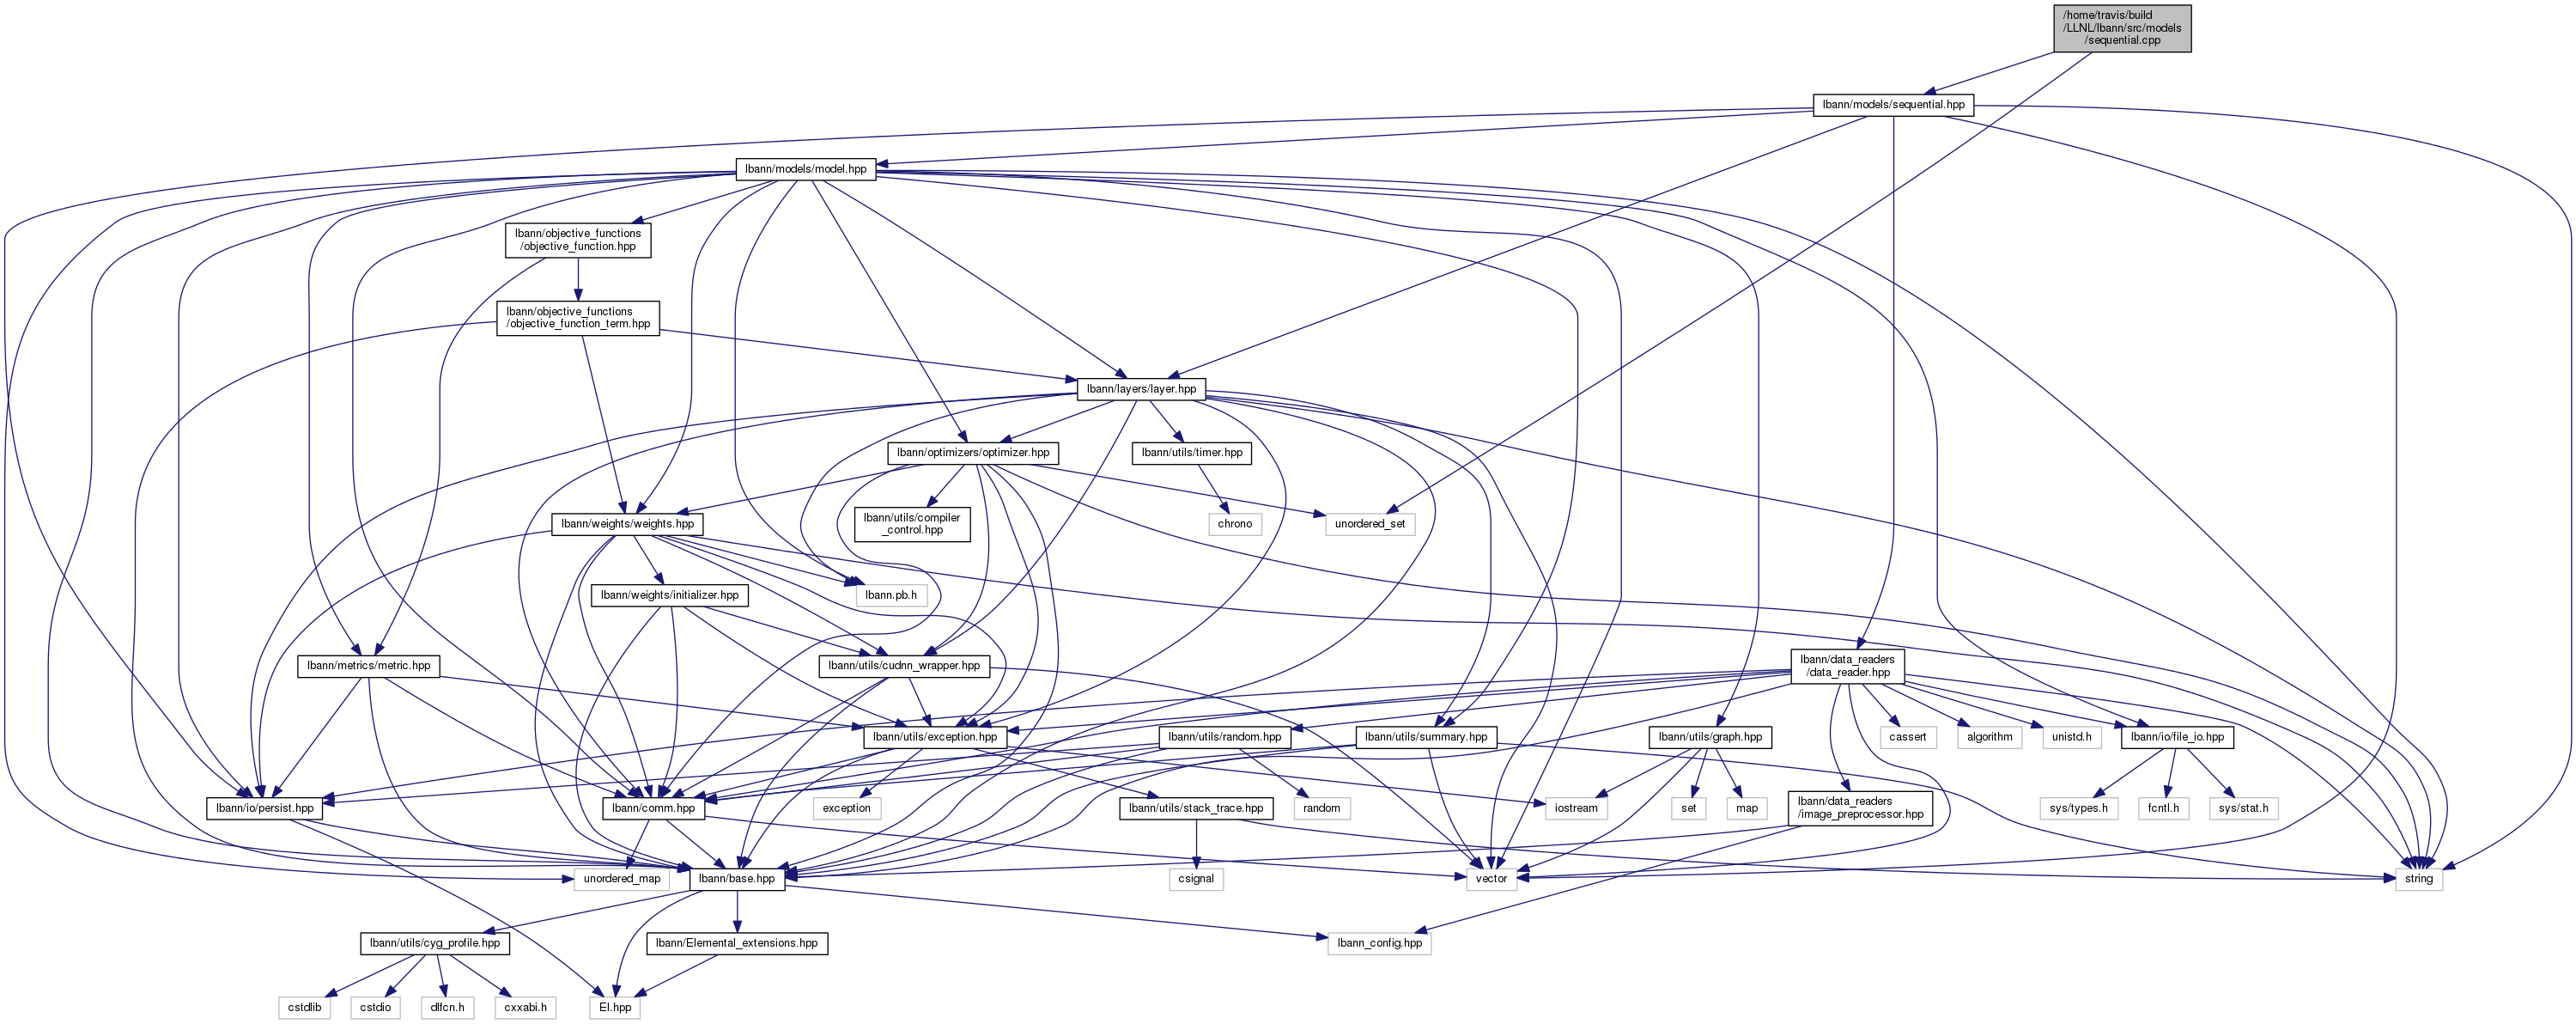 /home/travis/build
/LLNL/lbann/src/models
/sequential.cpp
lbann/models/sequential.hpp
lbann/models/model.hpp
lbann/objective_functions
/objective_function.hpp
lbann/objective_functions
/objective_function_term.hpp
lbann/layers/layer.hpp
lbann/optimizers/optimizer.hpp
lbann/utils/timer.hpp
lbann/weights/weights.hpp
lbann/utils/compiler
_control.hpp
chrono
unordered_set
lbann/weights/initializer.hpp
lbann.pb.h
lbann/metrics/metric.hpp
lbann/utils/cudnn_wrapper.hpp
lbann/data_readers
/data_reader.hpp
lbann/utils/exception.hpp
lbann/utils/random.hpp
lbann/utils/summary.hpp
lbann/utils/graph.hpp
cassert
algorithm
unistd.h
lbann/io/file_io.hpp
lbann/io/persist.hpp
lbann/comm.hpp
exception
lbann/utils/stack_trace.hpp
random
iostream
set
map
lbann/data_readers
/image_preprocessor.hpp
sys/types.h
fcntl.h
sys/stat.h
unordered_map
lbann/base.hpp
csignal
vector
string
lbann/utils/cyg_profile.hpp
lbann/Elemental_extensions.hpp
lbann_config.hpp
cstdlib
cstdio
dlfcn.h
cxxabi.h
El.hpp